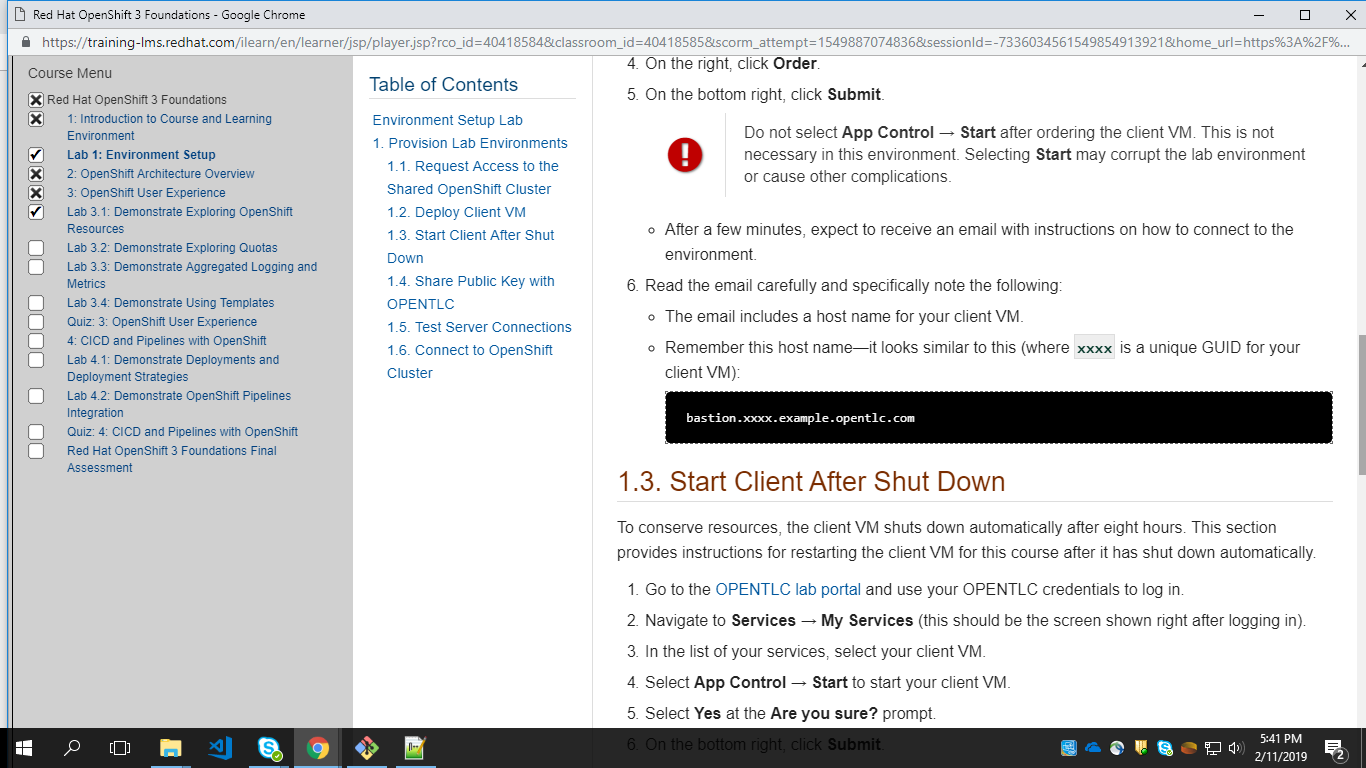 Red Hat OpenShift 3 Foundations - Google Chrome
https://training-lms.redhat.com/ilearn/en/learner/jsp/player.jsp?rco_id=40418584&classroom_id=40418585&scorm_attempt=1549887074836&sessionId=-7336034561549854913921&home_url=https%3A%2F%...
Course Menu
Red Hat OpenShift 3 Foundations
1: Introduction to Course and Learning
Environment
Lab 1: Environment Setup
2: OpenShift Architecture Overview
3: OpenShift User Experience
Lab 3.1: Demonstrate Exploring OpenShift
Resources
Lab 3.2: Demonstrate Exploring Quotas
Lab 3.3: Demonstrate Aggregated Logging and
Metrics
Lab 3.4: Demonstrate Using Templates
Quiz: 3: OpenShift User Experience
4: CICD and Pipelines with OpenShift
Lab 4.1: Demonstrate Deployments and
Deployment Strategies
Lab 4.2: Demonstrate OpenShift Pipelines
Integration
Quiz: 4: CICD and Pipelines with OpenShift
Red Hat OpenShift 3 Foundations Final
Assessment
Table of Contents
Environment Setup Lab
1. Provision Lab Environments
1.1. Request Access to the
Shared OpenShift Cluster
1.2. Deploy Client VM
1.3. Start Client After Shut
Down
1.4. Share Public Key with
OPENTLC
1.5. Test Server Connections
1.6. Connect to OpenShift
Cluster
4. On the right, click Order.
5. On the bottom right, click Submit.
Do not select App Control → Start after ordering the client VM. This is not
necessary in this environment. Selecting Start may corrupt the lab environment
or cause other complications.
After a few minutes, expect to receive an email with instructions on how to connect to the
environment.
6. Read the email carefully and specifically note the following:
The email includes a host name for your client VM.
Remember this host name—it looks similar to this (where xxxx is a unique GUID for your
client VM):
bastion.xxxx.example.opentlc.com
1.3. Start Client After Shut Down
To conserve resources, the client VM shuts down automatically after eight hours. This section
provides instructions for restarting the client VM for this course after it has shut down automatically.
1. Go to the OPENTLC lab portal and use your OPENTLC credentials to log in.
2. Navigate to Services → My Services (this should be the screen shown right after logging in).
3. In the list of your services, select your client VM.
4. Select App Control → Start to start your client VM.
5. Select Yes at the Are you sure? prompt.
6. On the bottom right, click Submit.
5:41 PM
2/11/2019
2